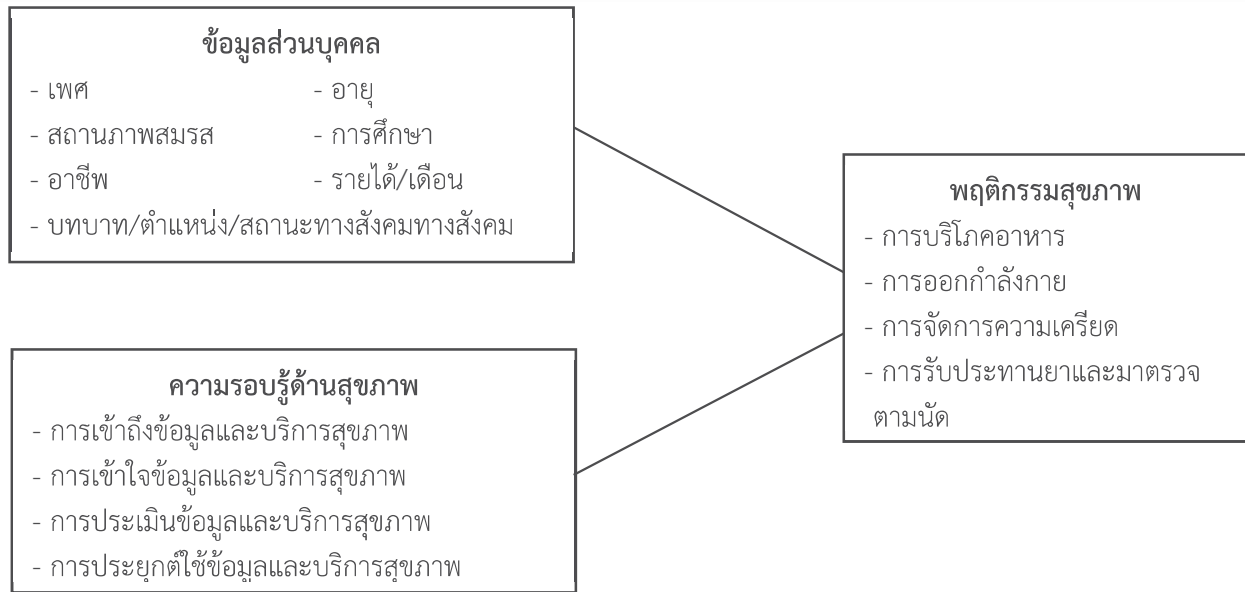 ข้อมูลส่วนบุคคล
- เพศ - อายุ
- สถานภาพสมรส - การศึกษา
- อาชีพ - รายได้/เดือน
- บทบาท/ตำแหน่ง/สถานะทางสังคมทางสังคม
ความรอบรู้ด้านสุขภาพ
- การเข้าถึงข้อมูลและบริการสุขภาพ
- การเข้าใจข้อมูลและบริการสุขภาพ
- การประเมินข้อมูลและบริการสุขภาพ
- การประยุกต์ใช้ข้อมูลและบริการสุขภาพ
พฤติกรรมสุขภาพ
- การบริโภคอาหาร
- การออกกำลังกาย
- การจัดการความเครียด
- การรับประทานยาและมาตรวจ
ตามนัด